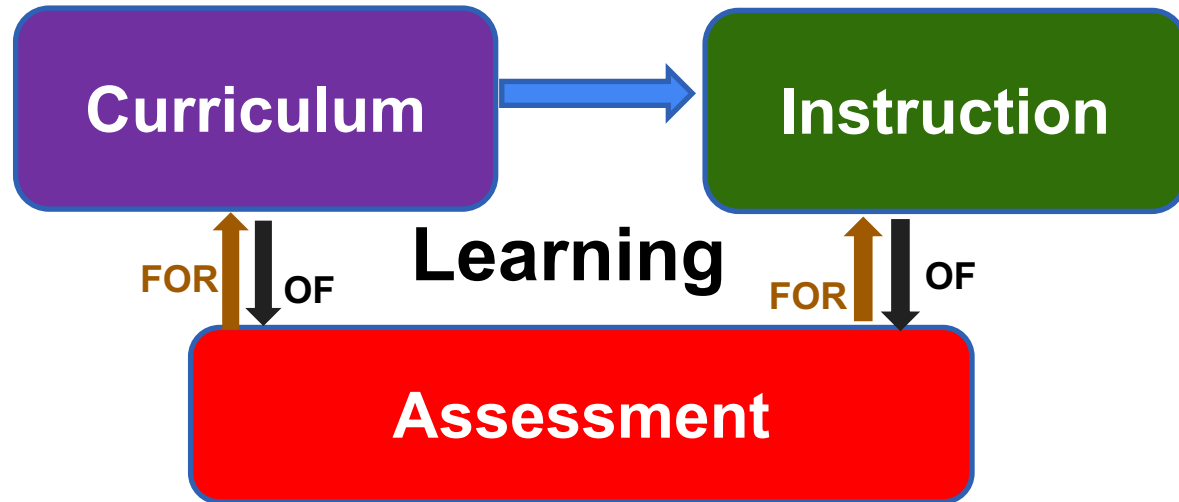 Curriculum
Instruction
Learning
FOR
OF
FOR
OF
Assessment